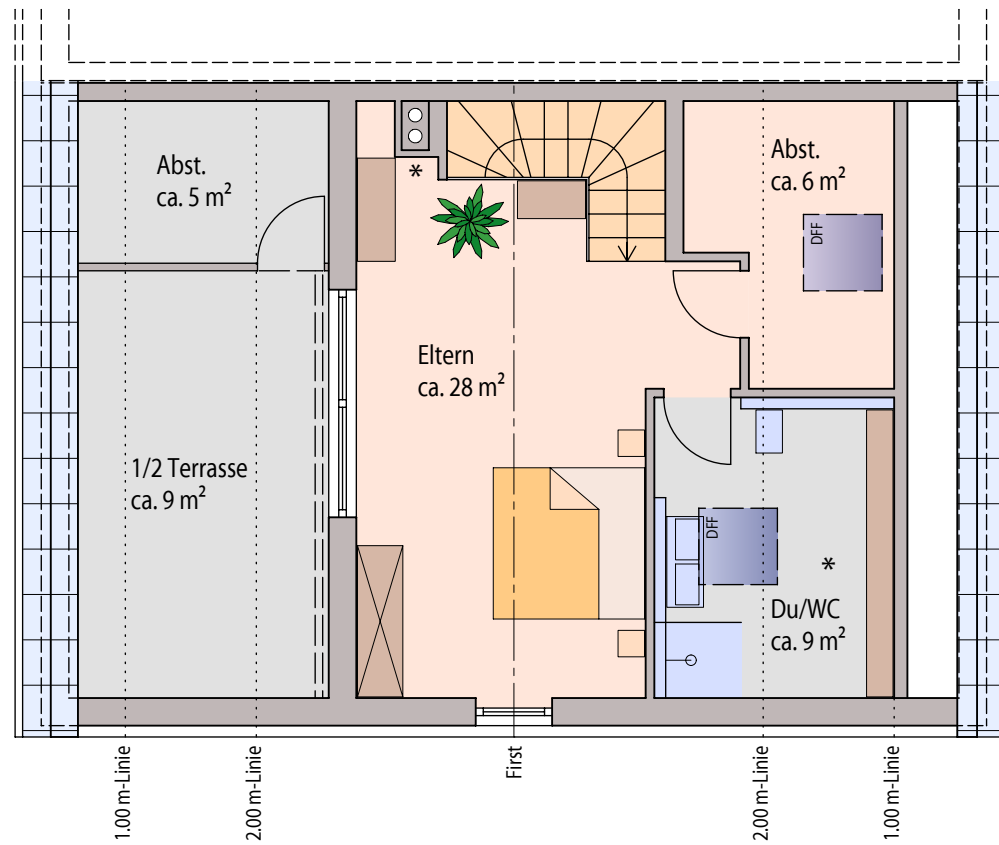 Abst.
ca. 5 m²
*
Abst.
ca. 6 m²
DFF
Eltern
ca. 28 m²
1/2 Terrasse
ca. 9 m²
DFF
*
Du/WC
ca. 9 m²
1.00 m-Linie
2.00 m-Linie
First
2.00 m-Linie
1.00 m-Linie